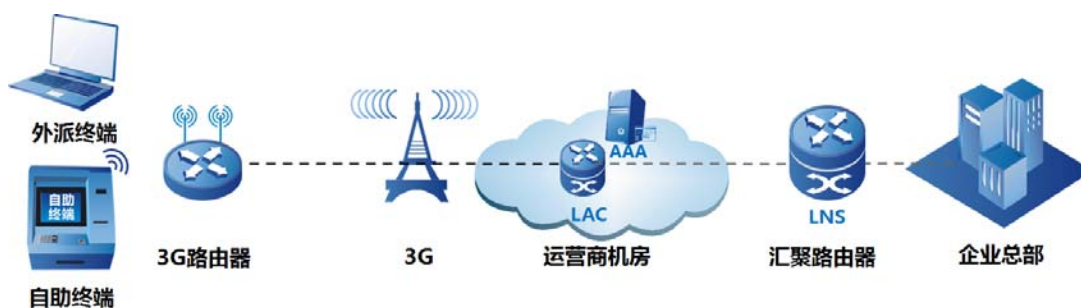 外派终端
自助
终端
自助终端
3G路由器
3G
AAA
LAC
运营商机房
LNS
汇聚路由器
企业总部